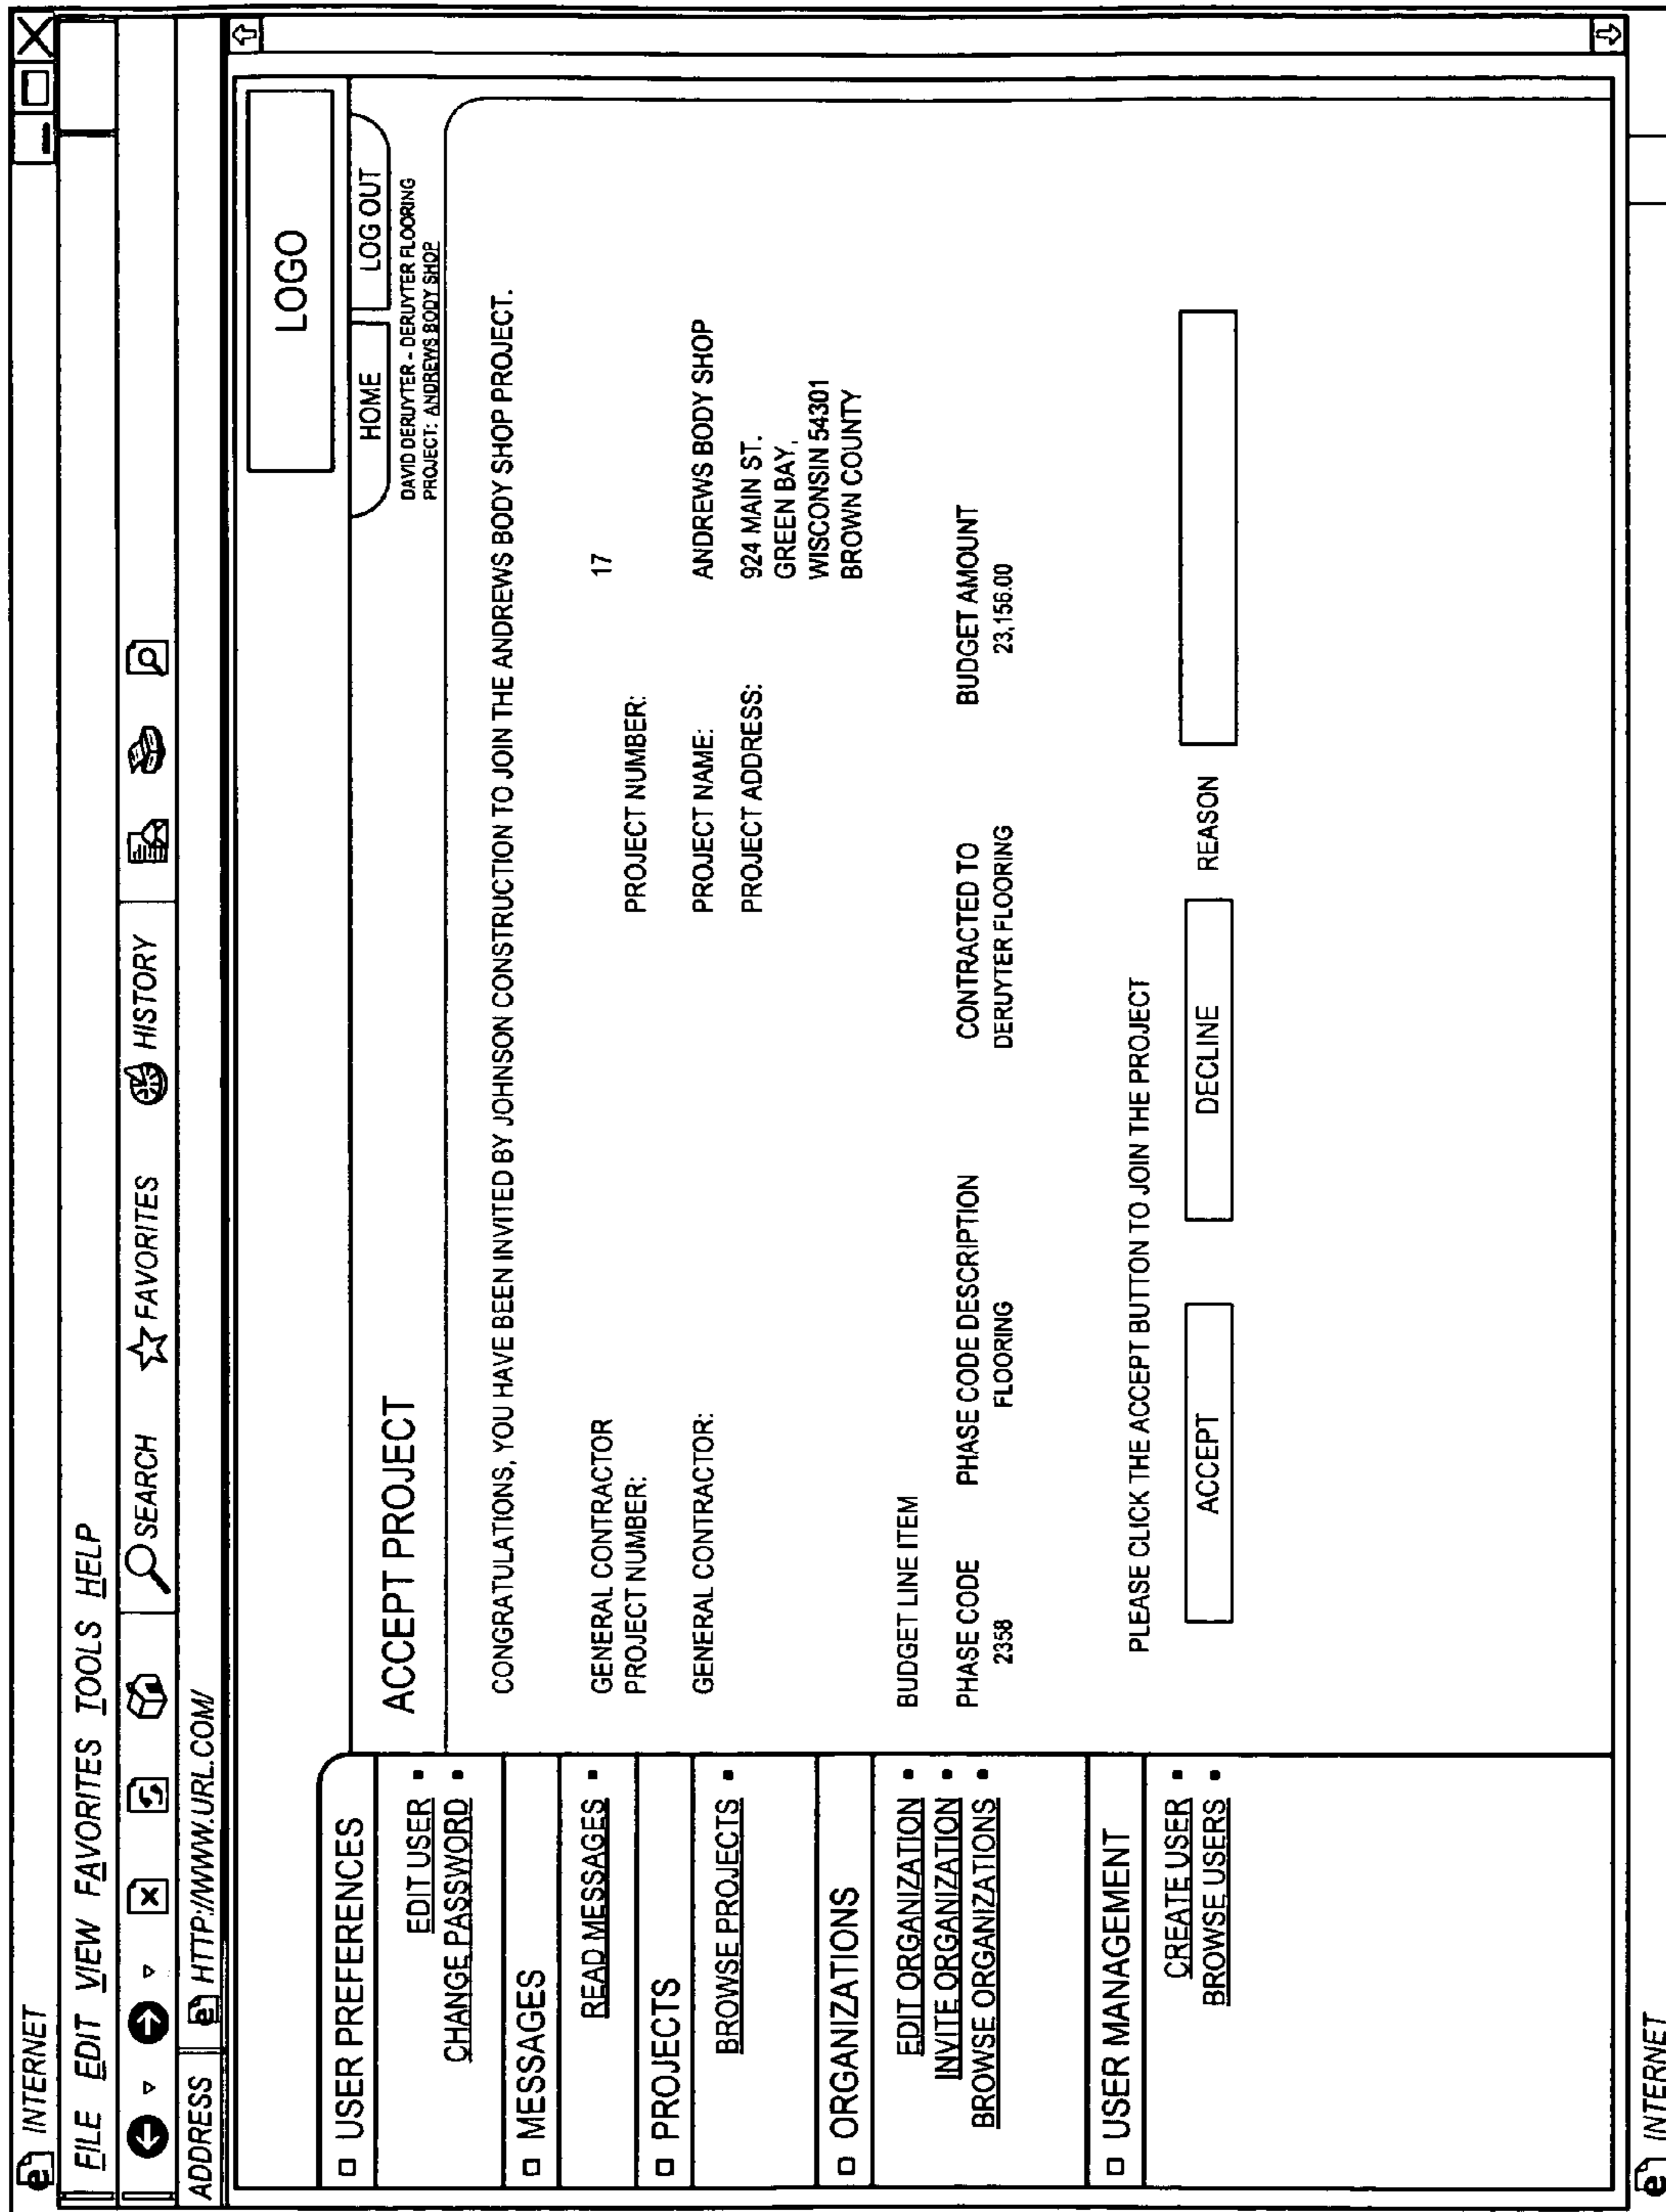 INTERNET
FILE EDIT VIEW FAVORITES TOOLS HELP
SEARCH FAVORITES HISTORY
ADDRESS HTTP://WWW.URL.COM/
LOGO
HOME LOG OUT
DAVID DERUYTER - DERUYTER FLOORING
PROJECT: ANDREWS BODY SHOP
USER PREFERENCES
EDIT USER
CHANGE PASSWORD
MESSAGES
READ MESSAGES
PROJECTS
BROWSE PROJECTS
ORGANIZATIONS
EDIT ORGANIZATION
INVITE ORGANIZATION
BROWSE ORGANIZATIONS
USER MANAGEMENT
CREATE USER
BROWSE USERS
ACCEPT PROJECT
CONGRATULATIONS, YOU HAVE BEEN INVITED BY JOHNSON CONSTRUCTION TO JOIN THE ANDREWS BODY SHOP PROJECT.
GENERAL CONTRACTOR 17
PROJECT NUMBER: PROJECT NUMBER:
GENERAL CONTRACTOR: PROJECT NAME: ANDREWS BODY SHOP
PROJECT ADDRESS: 924 MAIN ST.
GREEN BAY,
WISCONSIN 54301
BROWN COUNTY
BUDGET LINE ITEM
PHASE CODE PHASE CODE DESCRIPTION CONTRACTED TO BUDGET AMOUNT
2358 FLOORING DERUYTER FLOORING 23,156.00
PLEASE CLICK THE ACCEPT BUTTON TO JOIN THE PROJECT
ACCEPT DECLINE REASON
INTERNET